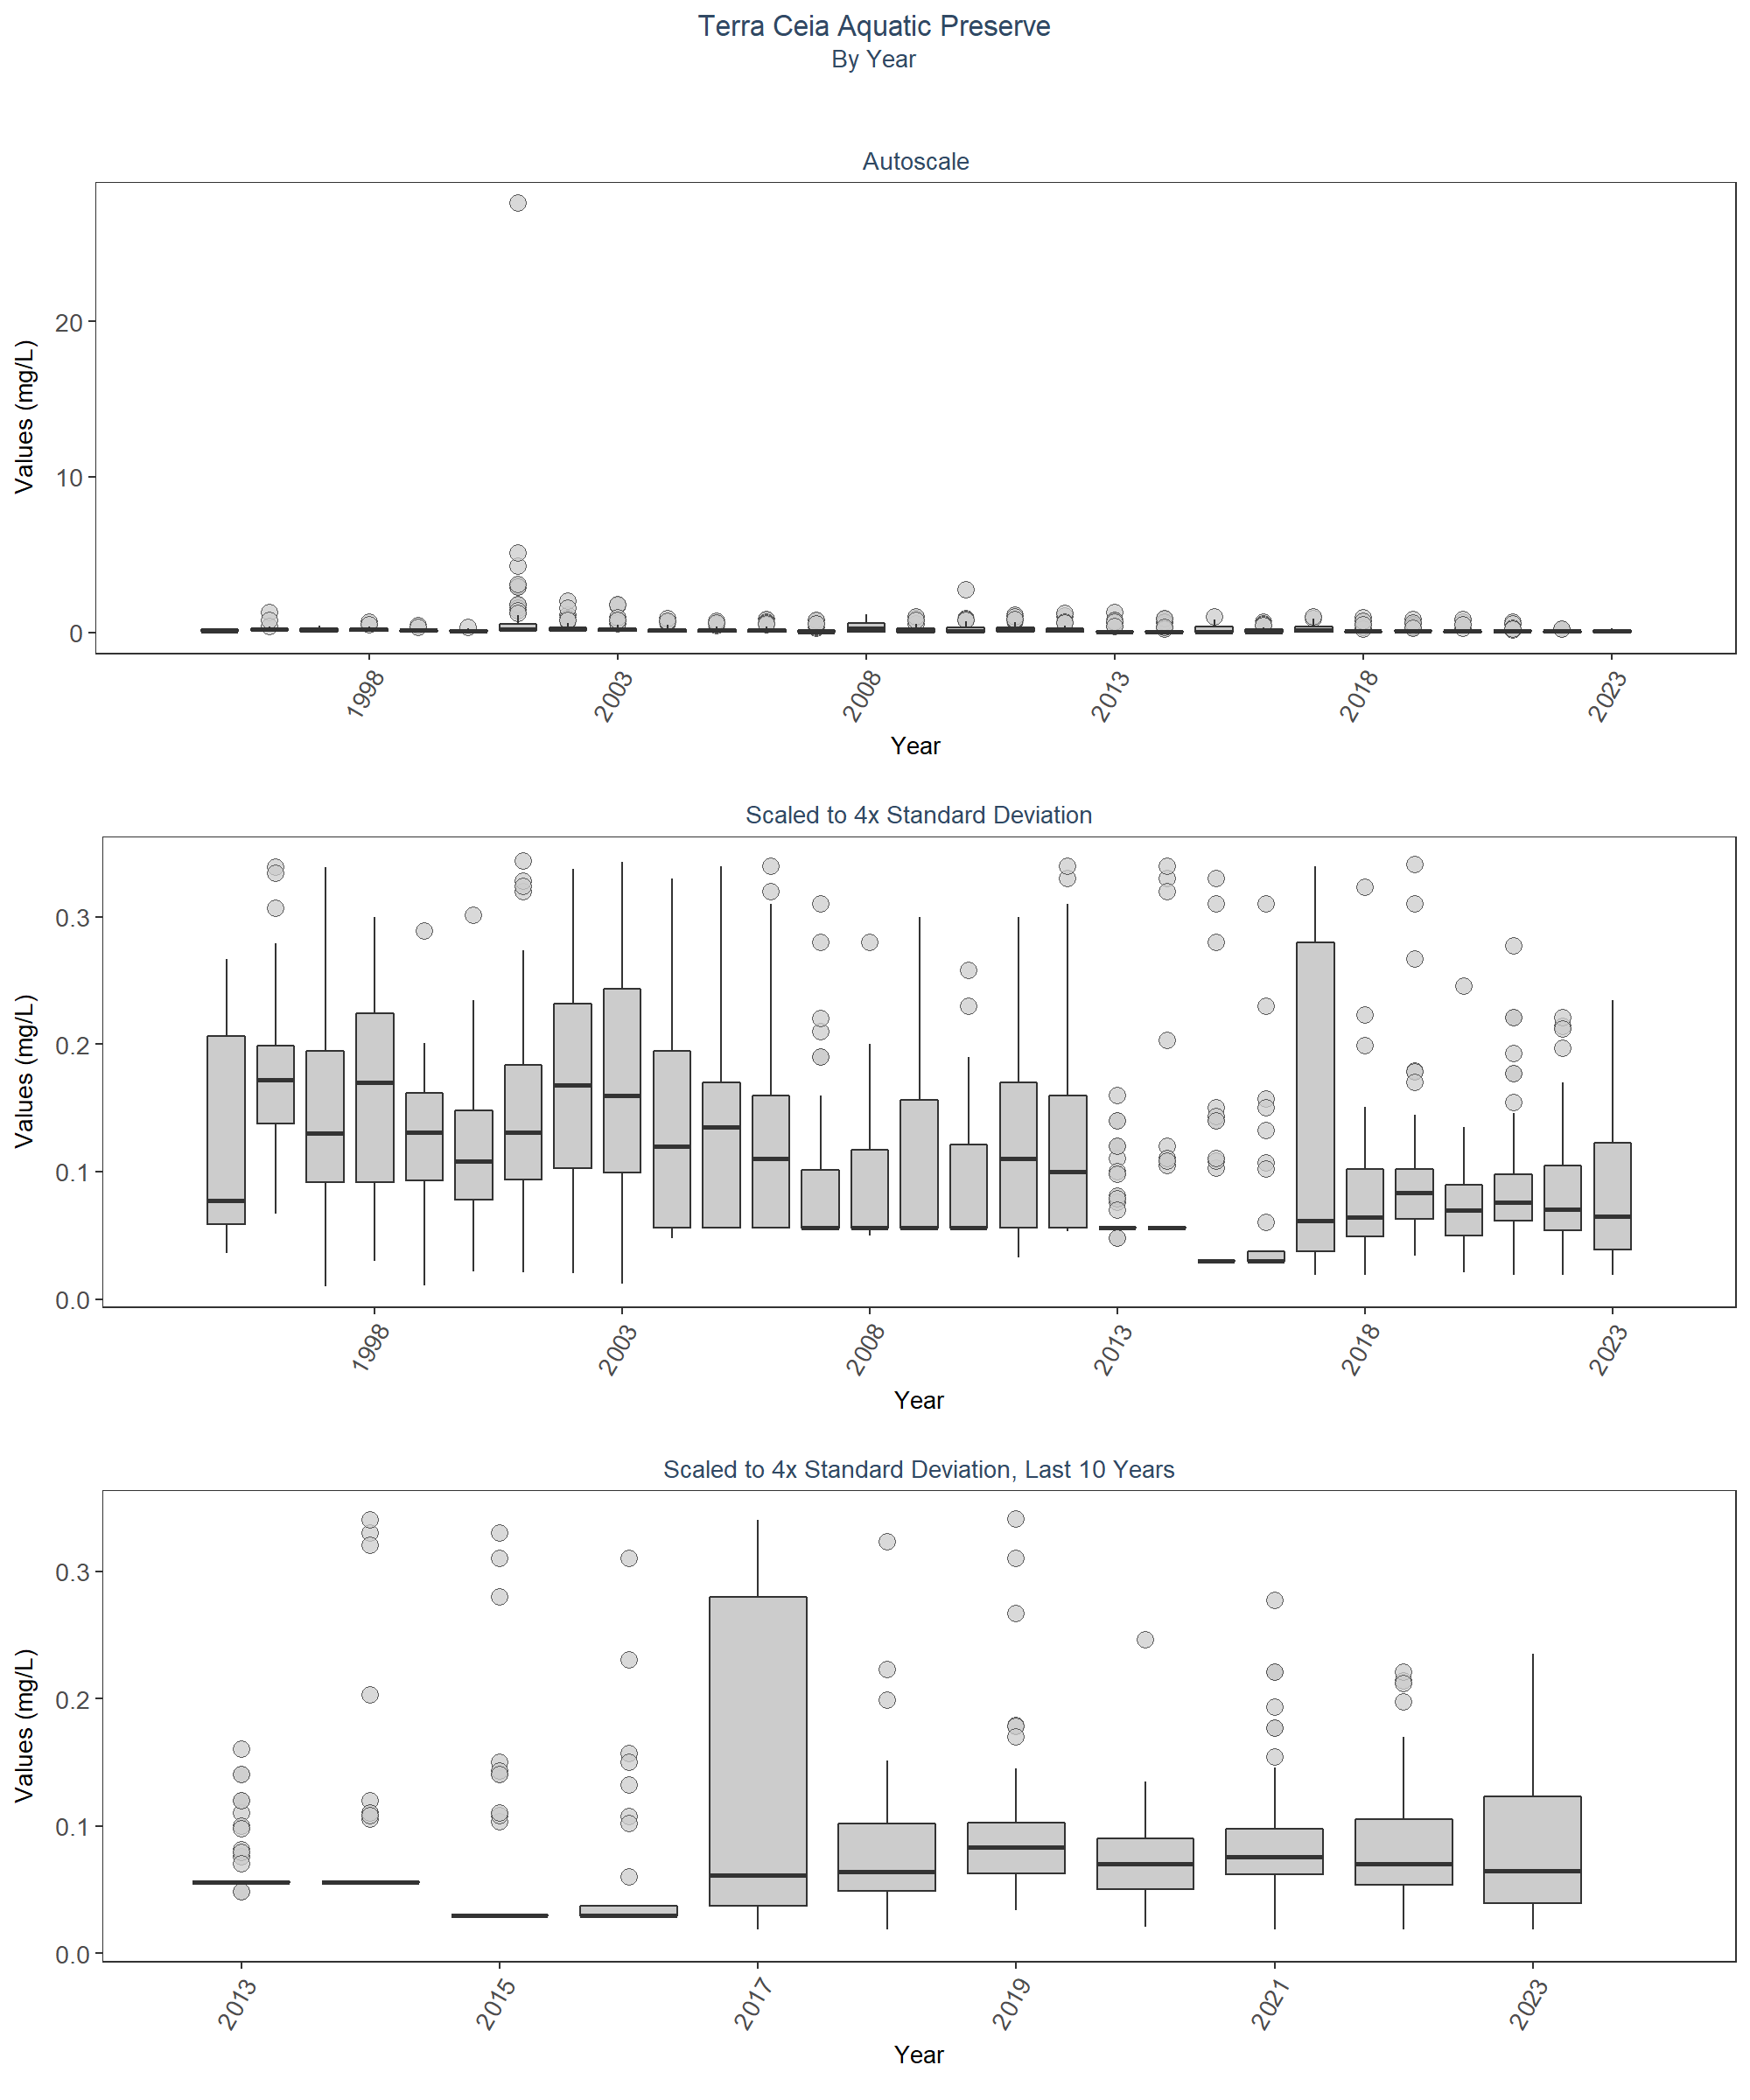 Terra Ceia Aquatic Preserve
By Year
Autoscale
Values (mg/L)
20
10
0
1998 2003 2008 2013 2018 2023
Year
Scaled to 4x Standard Deviation
Values (mg/L)
0.3
0.2
0.1
0.0
1998 2003 2008 2013 2018 2023
Year
Scaled to 4x Standard Deviation, Last 10 Years
Values (mg/L)
0.3
0.2
0.1
0.0
2013 2015 2017 2019 2021 2023
Year